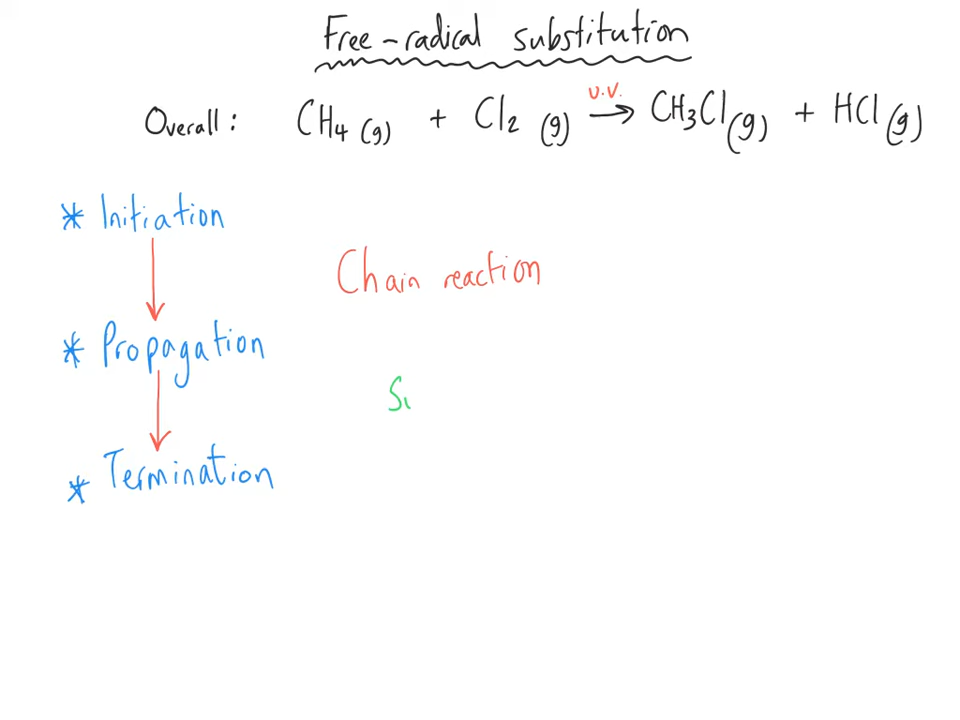 Free-radical substitution
Overall: CH₄ (g) + Cl₂ (g) u.v. → CH₃Cl (g) + HCl (g)
* Initiation
Chain reaction
* Propagation
* Termination